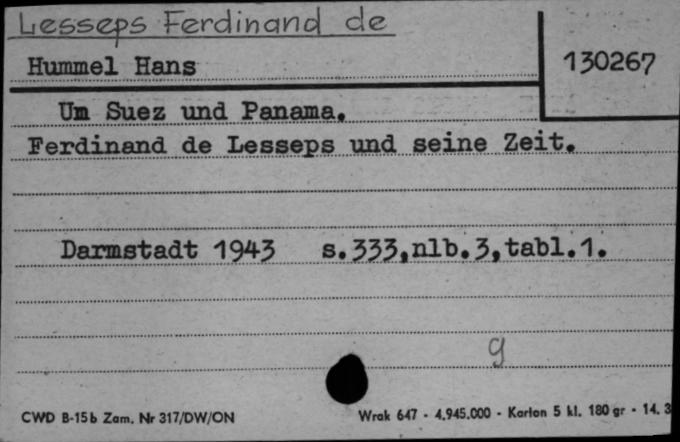 Lesseps Ferdinand de
Hummel Hans
130267
Um Suez und Panama.
Ferdinand de Lesseps und seine Zeit.
Darmstadt 1943 s.333,nlb.3,tabl.1.
g
CWD B-15b Zam. Nr 317/DW/ON
Wrak 647 - 4.945.000 - Karton 5 kl. 180 gr - 14.3